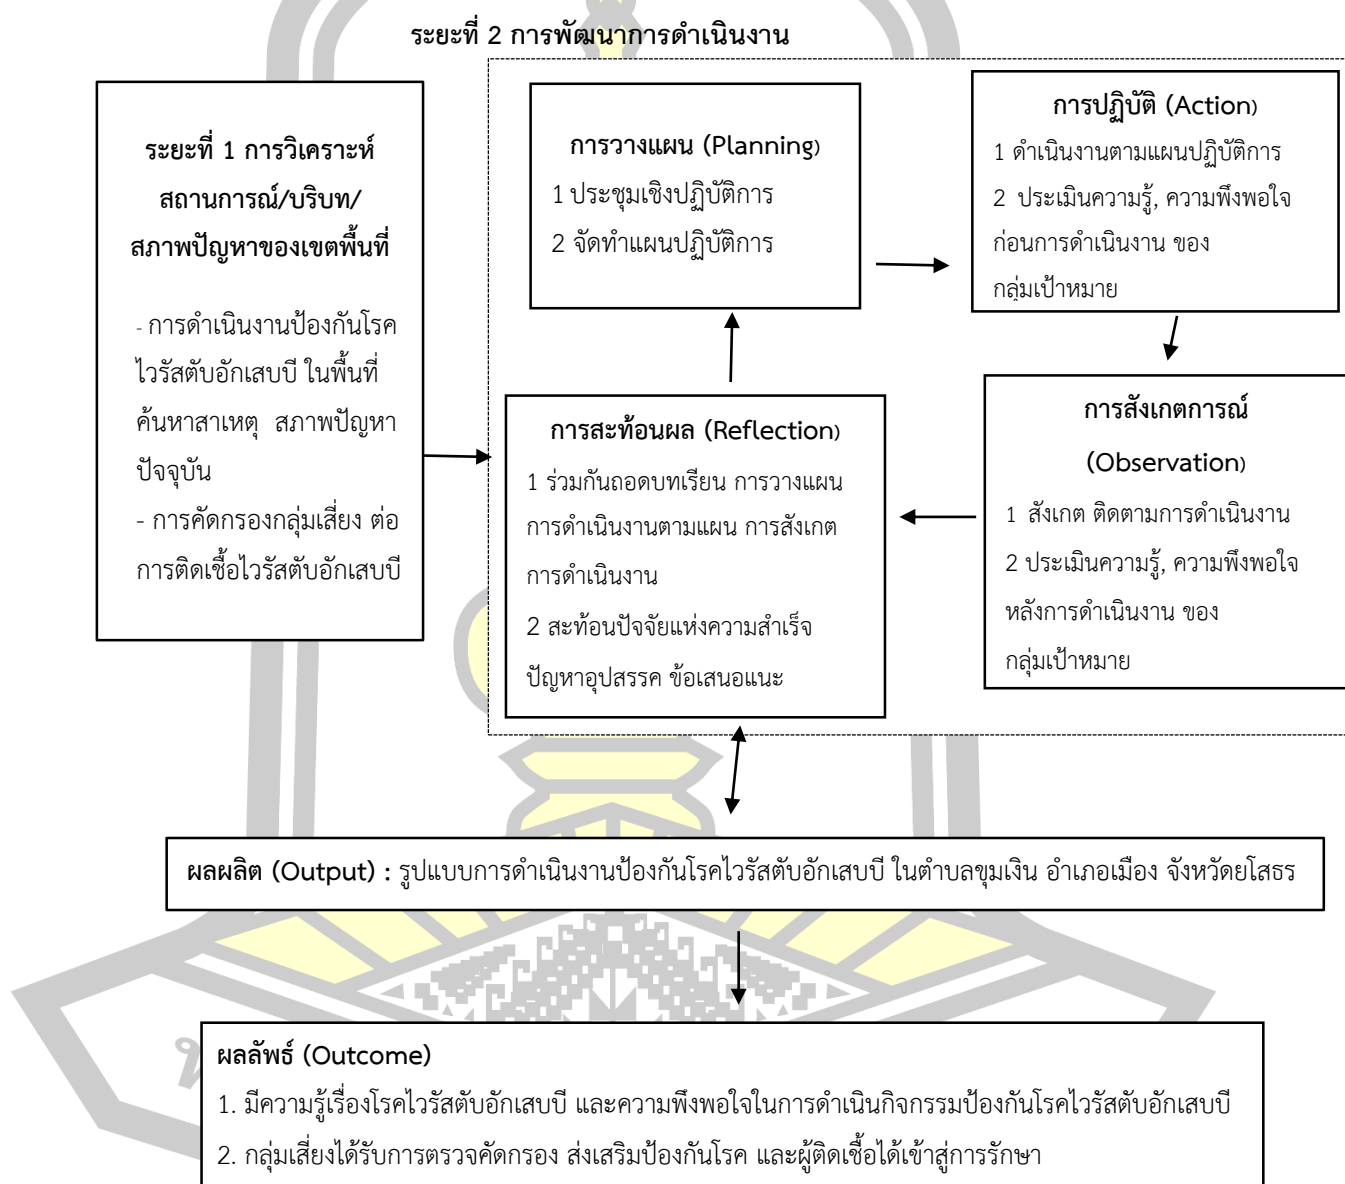 ระยะที่ 2 การพัฒนาการดำเนินงาน
ระยะที่ 1 การวิเคราะห์
สถานการณ์/บริบท/
สภาพปัญหาของเขตพื้นที่
- การดำเนินงานป้องกันโรค
ไวรัสตับอักเสบบี ในพื้นที่
ค้นหาสาเหตุ สภาพปัญหา
ปัจจุบัน
- การคัดกรองกลุ่มเสี่ยง ต่อ
การติดเชื้อไวรัสตับอักเสบบี
การวางแผน (Planning)
1 ประชุมเชิงปฏิบัติการ
2 จัดทำแผนปฏิบัติการ
การปฏิบัติ (Action)
1 ดำเนินงานตามแผนปฏิบัติการ
2 ประเมินความรู้, ความพึงพอใจ
ก่อนการดำเนินงาน ของ
กลุ่มเป้าหมาย
การสะท้อนผล (Reflection)
1 ร่วมกันถอดบทเรียน การวางแผน
การดำเนินงานตามแผน การสังเกต
การดำเนินงาน
2 สะท้อนปัจจัยแห่งความสำเร็จ
ปัญหาอุปสรรค ข้อเสนอแนะ
การสังเกตการณ์
(Observation)
1 สังเกต ติดตามการดำเนินงาน
2 ประเมินความรู้, ความพึงพอใจ
หลังการดำเนินงาน ของ
กลุ่มเป้าหมาย
ผลผลิต (Output) : รูปแบบการดำเนินงานป้องกันโรคไวรัสตับอักเสบบี ในตำบลขุมเงิน อำเภอเมือง จังหวัดยโสธร
ผลลัพธ์ (Outcome)
1. มีความรู้เรื่องโรคไวรัสตับอักเสบบี และความพึงพอใจในการดำเนินกิจกรรมป้องกันโรคไวรัสตับอักเสบบี
2. กลุ่มเสี่ยงได้รับการตรวจคัดกรอง ส่งเสริมป้องกันโรค และผู้ติดเชื้อได้เข้าสู่การรักษา